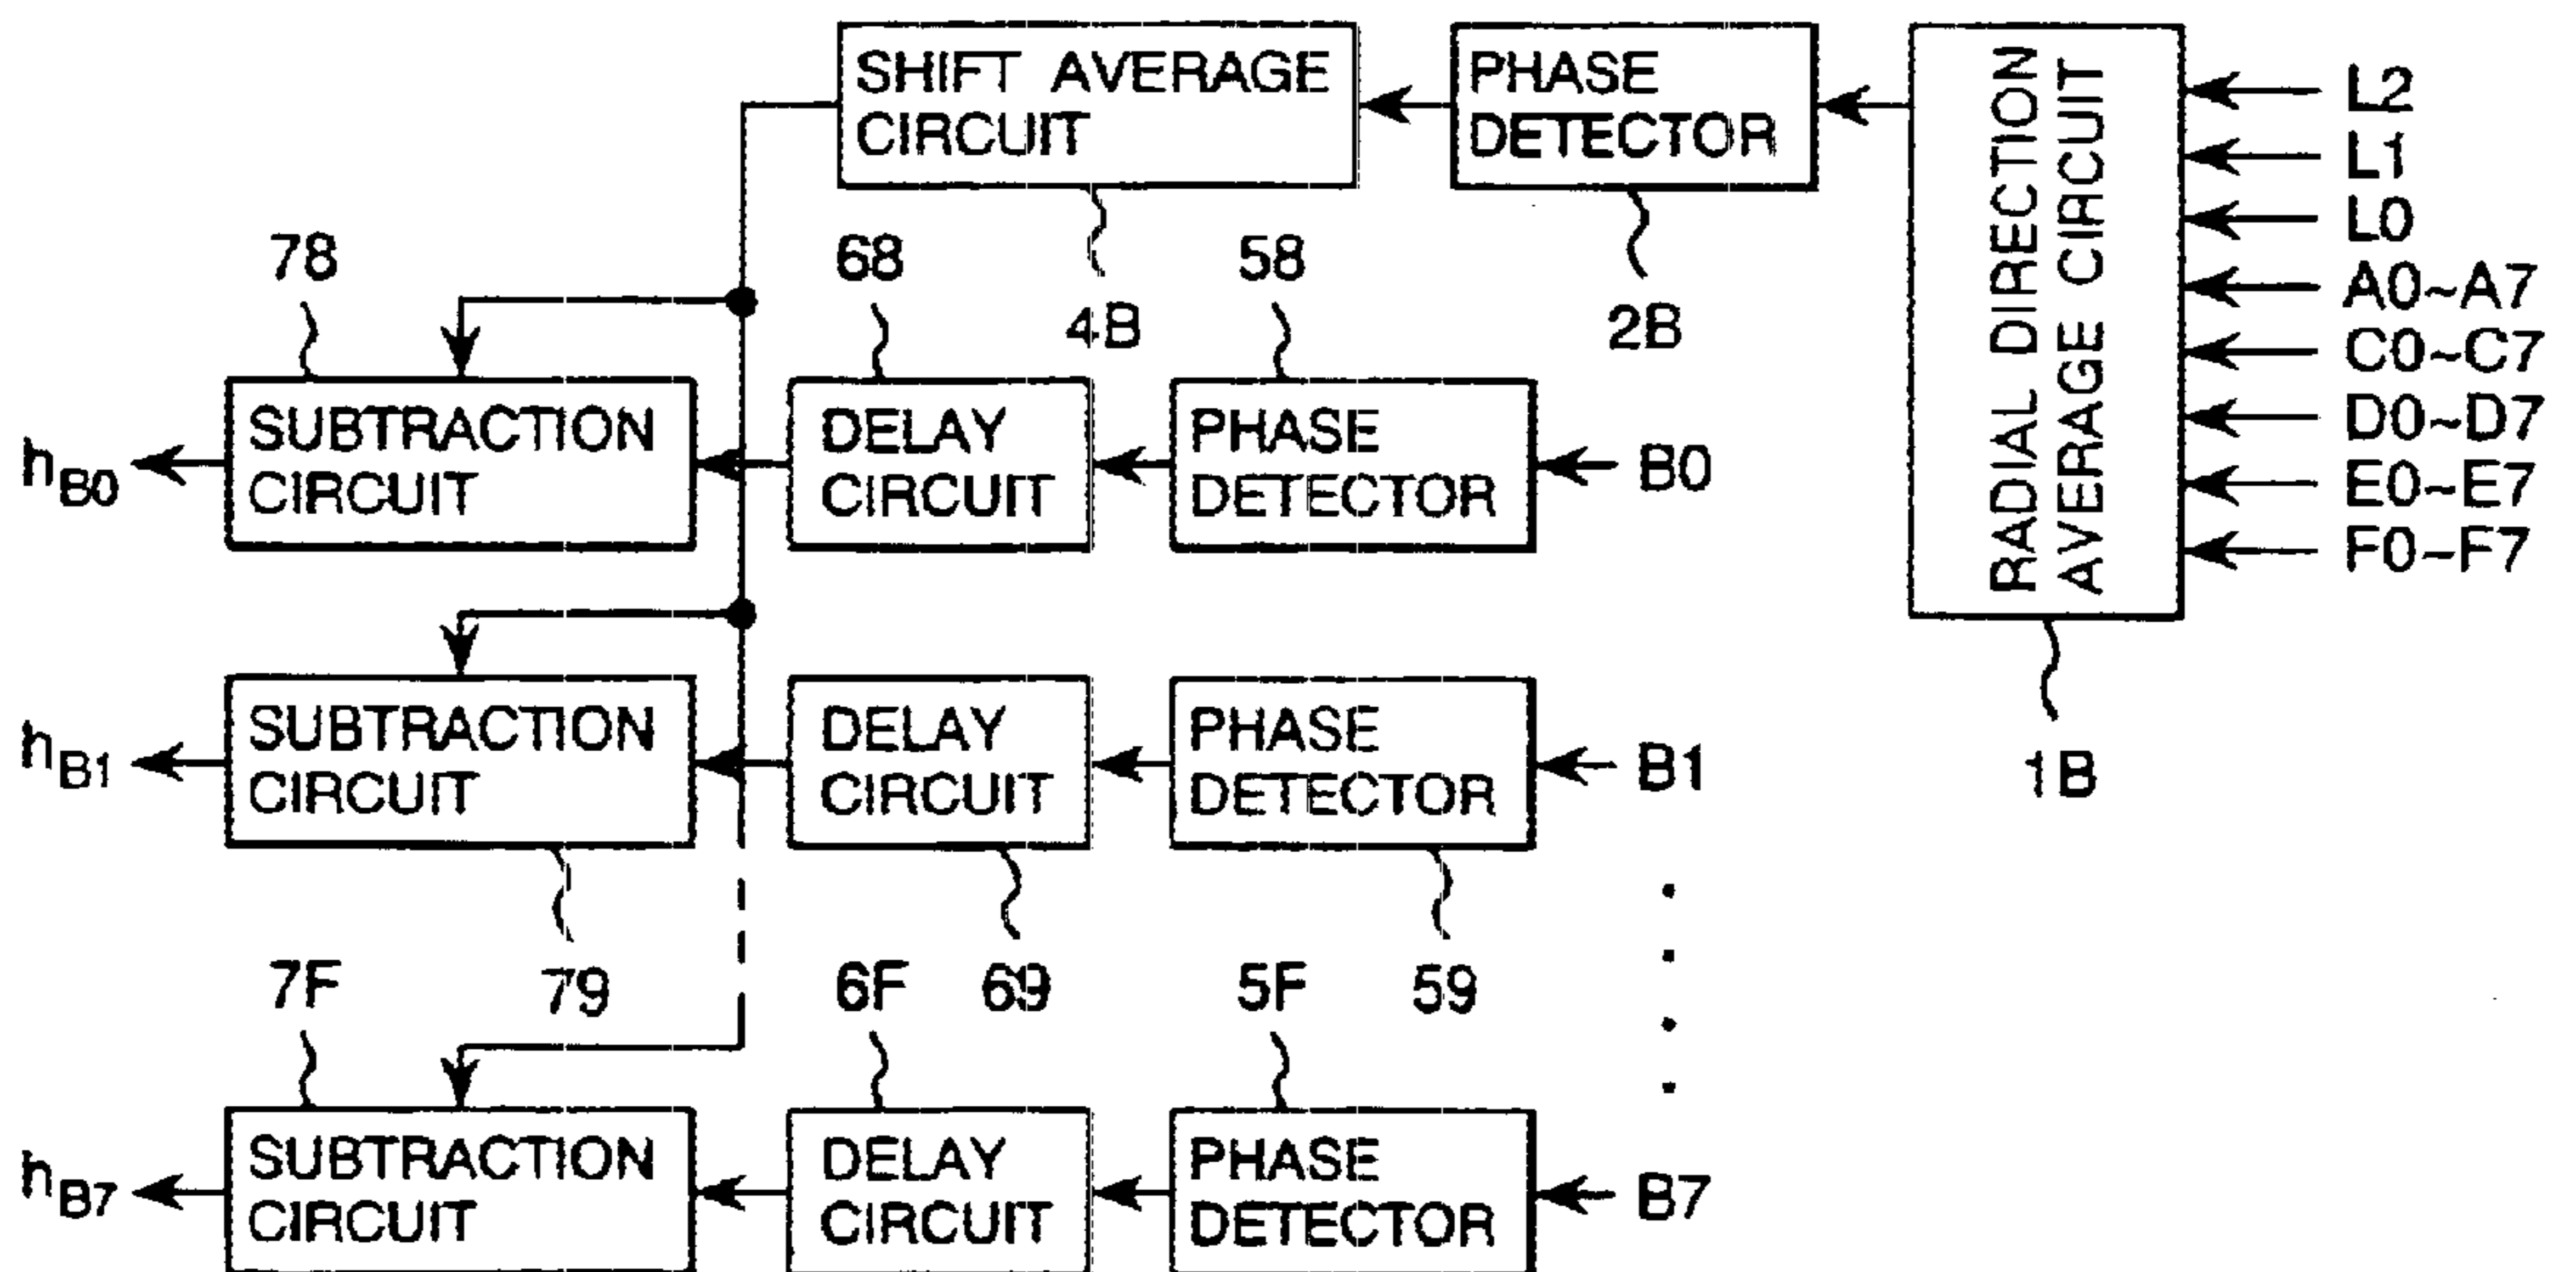 SHIFT AVERAGE
CIRCUIT
PHASE
DETECTOR
RADIAL DIRECTION
AVERAGE CIRCUIT
L2
L1
L0
A0~A7
C0~C7
D0~D7
E0~E7
F0~F7
78
68
58
4B
2B
1B
hB0
SUBTRACTION
CIRCUIT
DELAY
CIRCUIT
PHASE
DETECTOR
B0
hB1
SUBTRACTION
CIRCUIT
DELAY
CIRCUIT
PHASE
DETECTOR
B1
7F
79
6F
69
5F
59
hB7
SUBTRACTION
CIRCUIT
DELAY
CIRCUIT
PHASE
DETECTOR
B7